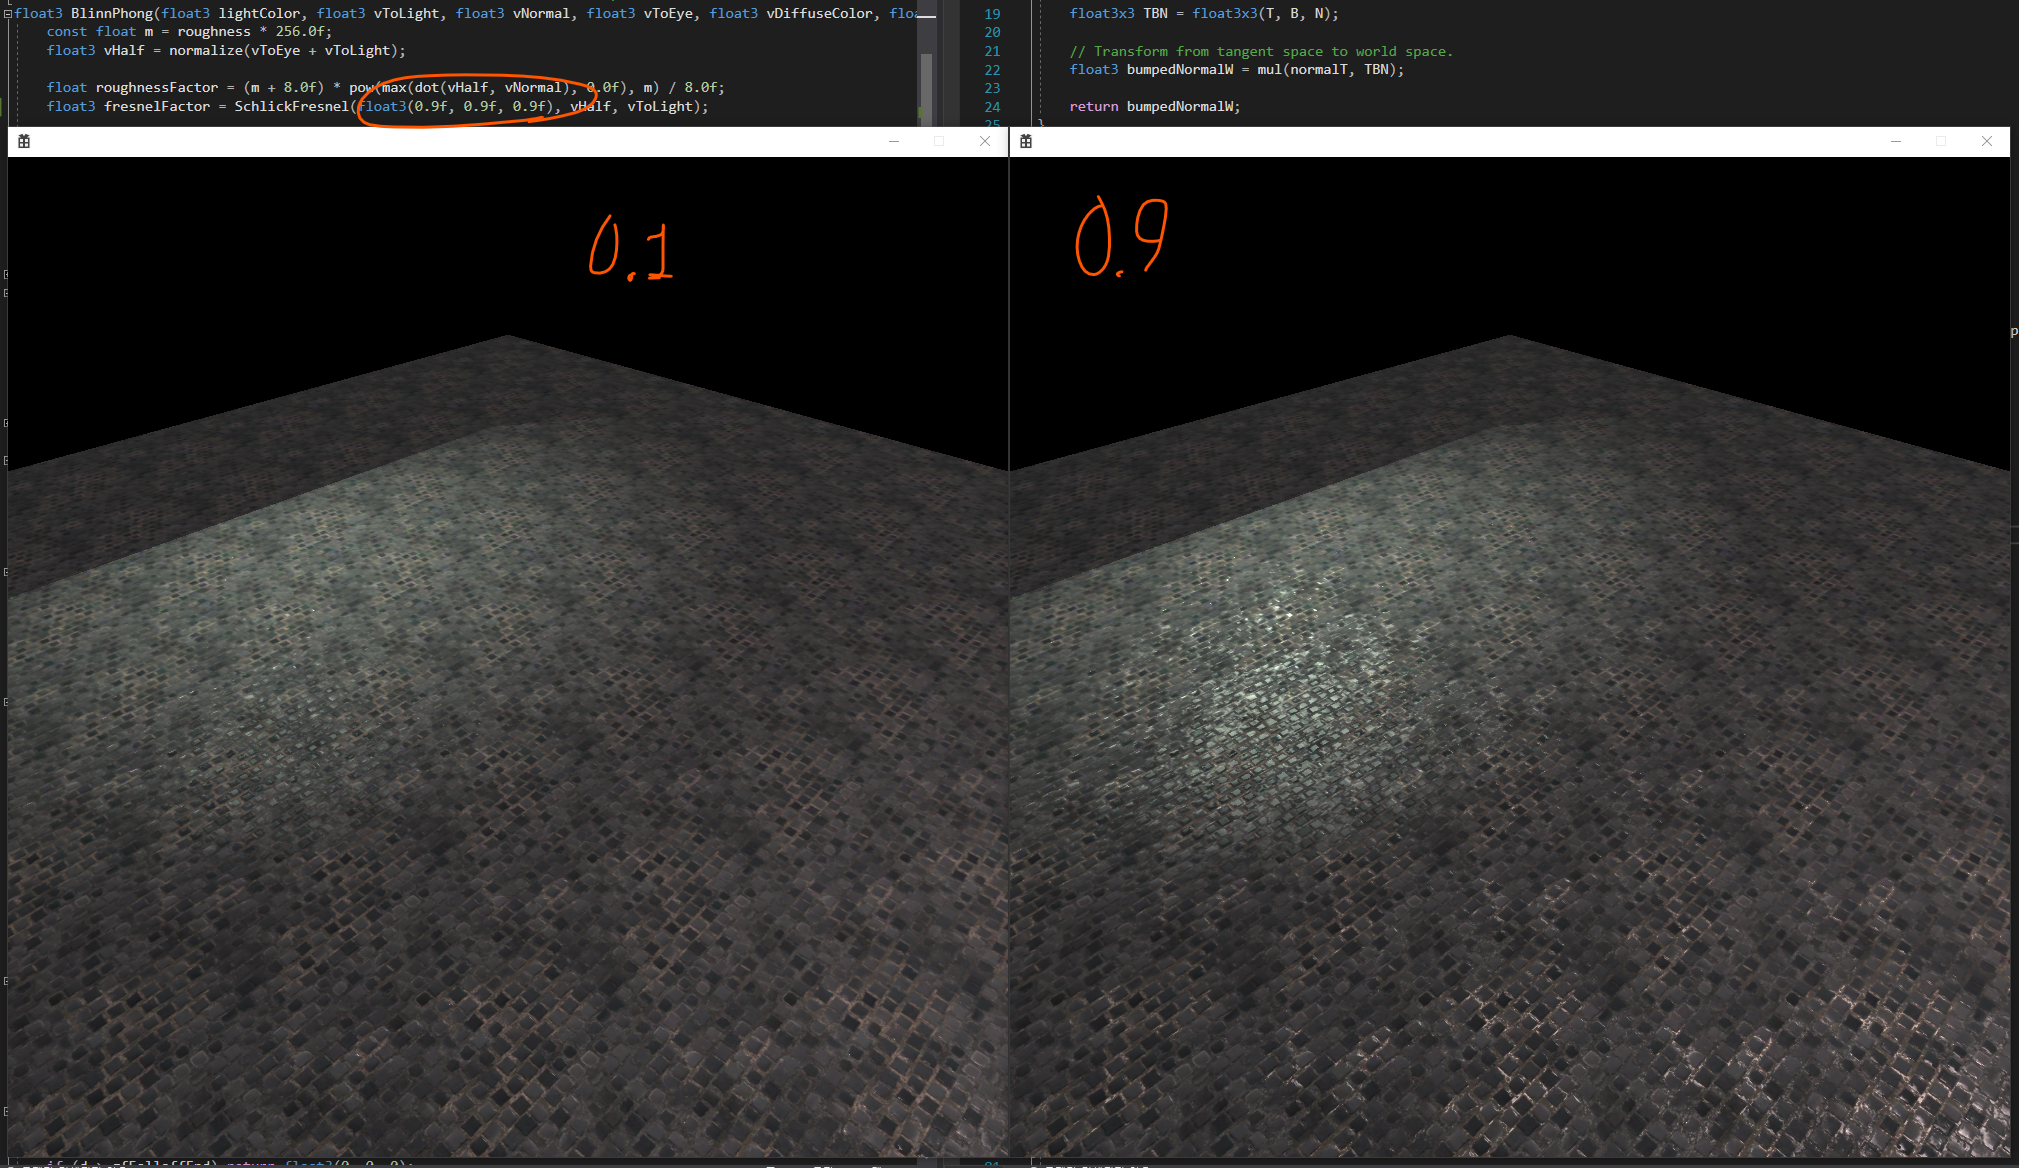 float3 BlinnPhong(float3 lightColor, float3 vToLight, float3 vNormal, float3 vToEye, float3 vDiffuseColor, floa
const float m = roughness * 256.0f;
float3 vHalf = normalize(vToEye + vToLight);
float roughnessFactor = (m + 8.0f) * pow(max(dot(vHalf, vNormal), 0.0f), m) / 8.0f;
float3 fresnelFactor = SchlickFresnel(float3(0.9f, 0.9f, 0.9f), vHalf, vToLight);
19 float3x3 TBN = float3x3(T, B, N);
20
21 // Transform from tangent space to world space.
22 float3 bumpedNormalW = mul(normalT, TBN);
23
24 return bumpedNormalW;
25 }
0.1
0.9
p